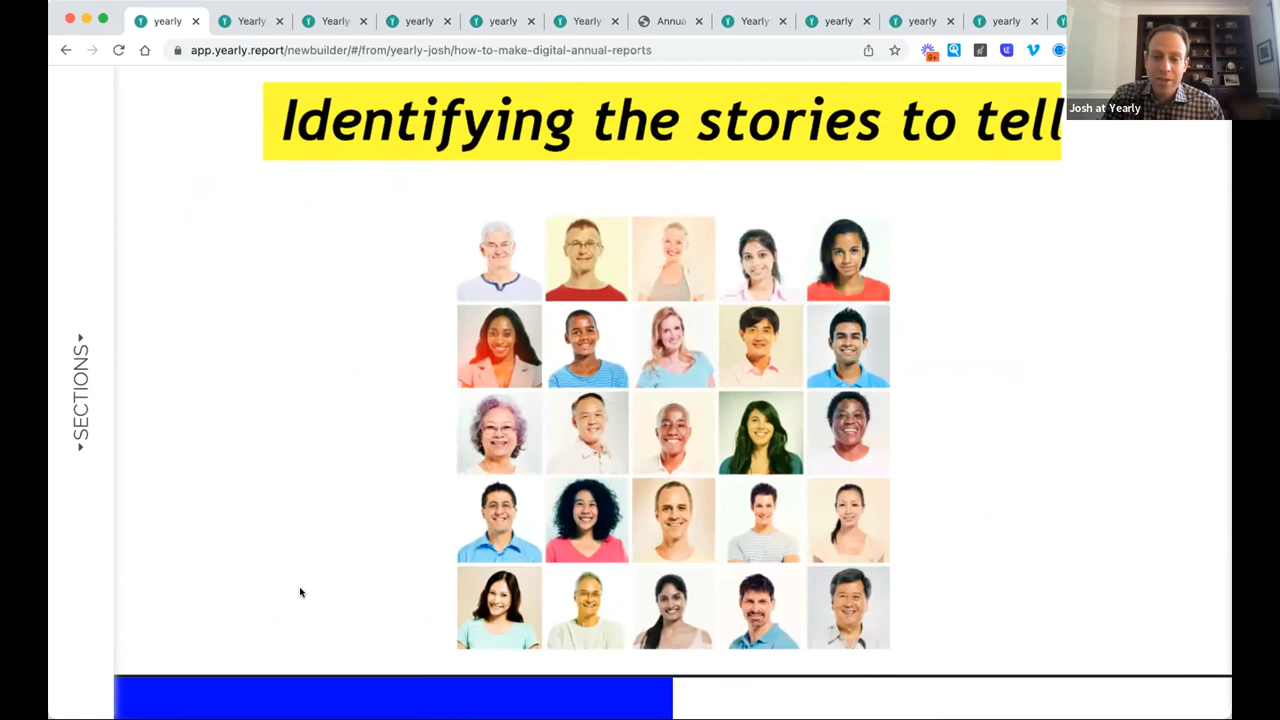 yearly
Yearly
Yearly
yearly
yearly
Yearly
Annua
Yearly
yearly
yearly
yearly
app.yearly.report/newbuilder/#/from/yearly-josh/how-to-make-digital-annual-reports
9+
Josh at Yearly
Identifying the stories to tell
SECTIONS